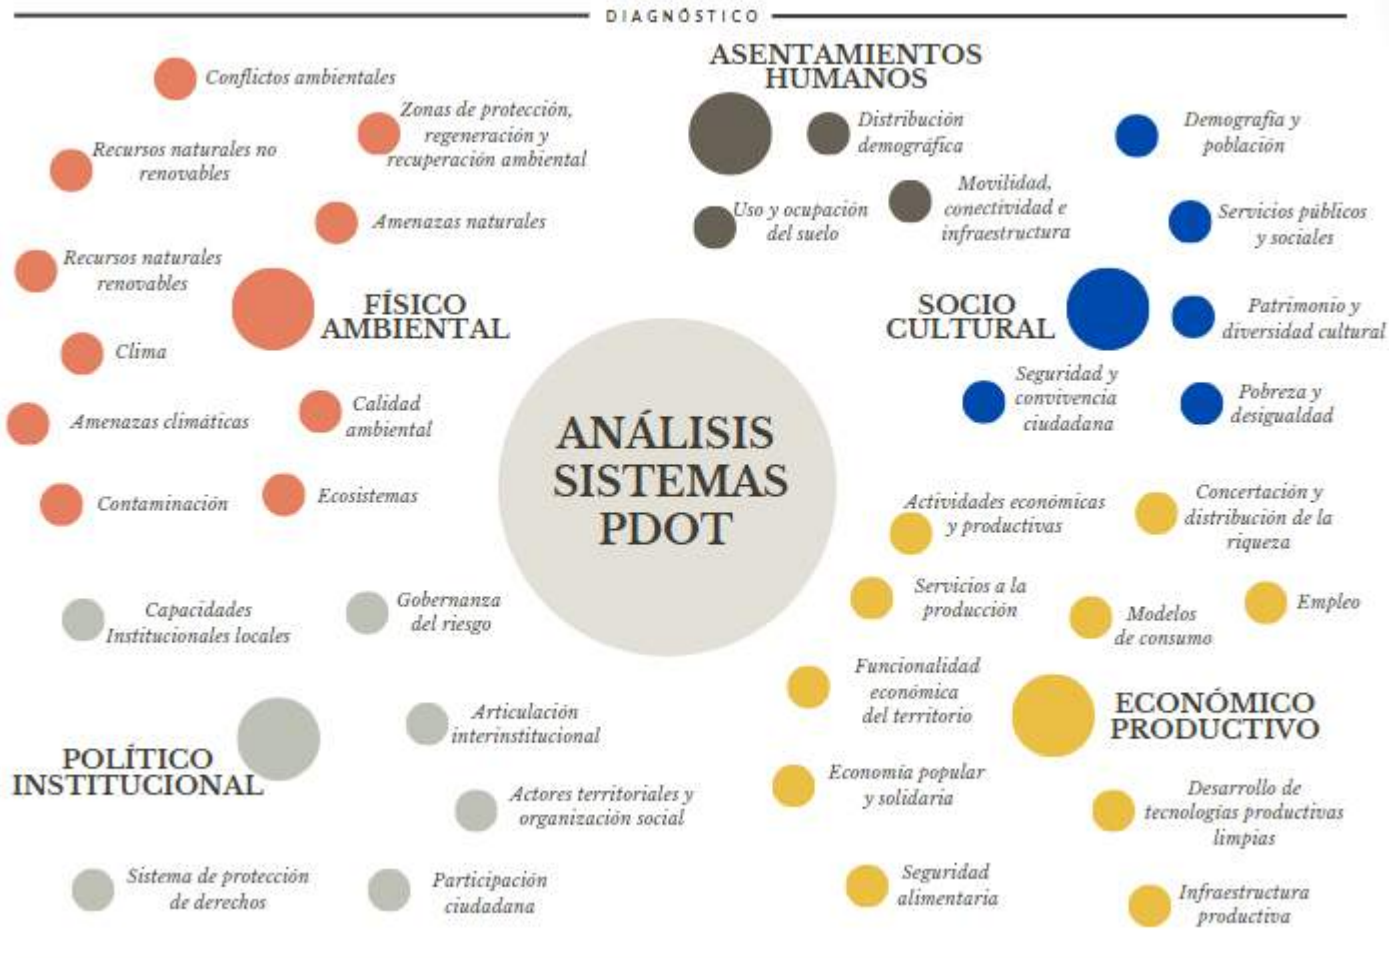 DIAGNÓSTICO
Conflictos ambientales
Zonas de protección,
regeneración y
recuperación ambiental
Recursos naturales no
renovables
Amenazas naturales
Recursos naturales
renovables
FÍSICO
AMBIENTAL
Clima
Amenazas climáticas
Calidad
ambiental
Contaminación
Ecosistemas
ASENTAMIENTOS
HUMANOS
Distribución
demográfica
Uso y ocupación
del suelo
Movilidad,
conectividad e
infraestructura
Demografía y
población
Servicios públicos
y sociales
SOCIO
CULTURAL
Patrimonio y
diversidad cultural
Seguridad y
convivencia
ciudadana
Pobreza y
desigualdad
ANÁLISIS
SISTEMAS
PDOT
Actividades económicas
y productivas
Concertación y
distribución de la
riqueza
Servicios a la
producción
Modelos
de consumo
Empleo
Funcionalidad
económica
del territorio
ECONÓMICO
PRODUCTIVO
Economía popular
y solidaria
Desarrollo de
tecnologías productivas
limpias
Seguridad
alimentaria
Infraestructura
productiva
Capacidades
Institucionales locales
Gobernanza
del riesgo
Articulación
interinstitucional
POLÍTICO
INSTITUCIONAL
Actores territoriales y
organización social
Sistema de protección
de derechos
Participación
ciudadana